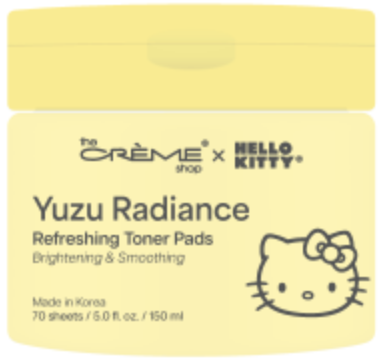 the CRÈME shop® x HELLO KITTY®
Yuzu Radiance
Refreshing Toner Pads
Brightening & Smoothing
Made in Korea
70 sheets / 5.0 fl. oz. / 150 ml